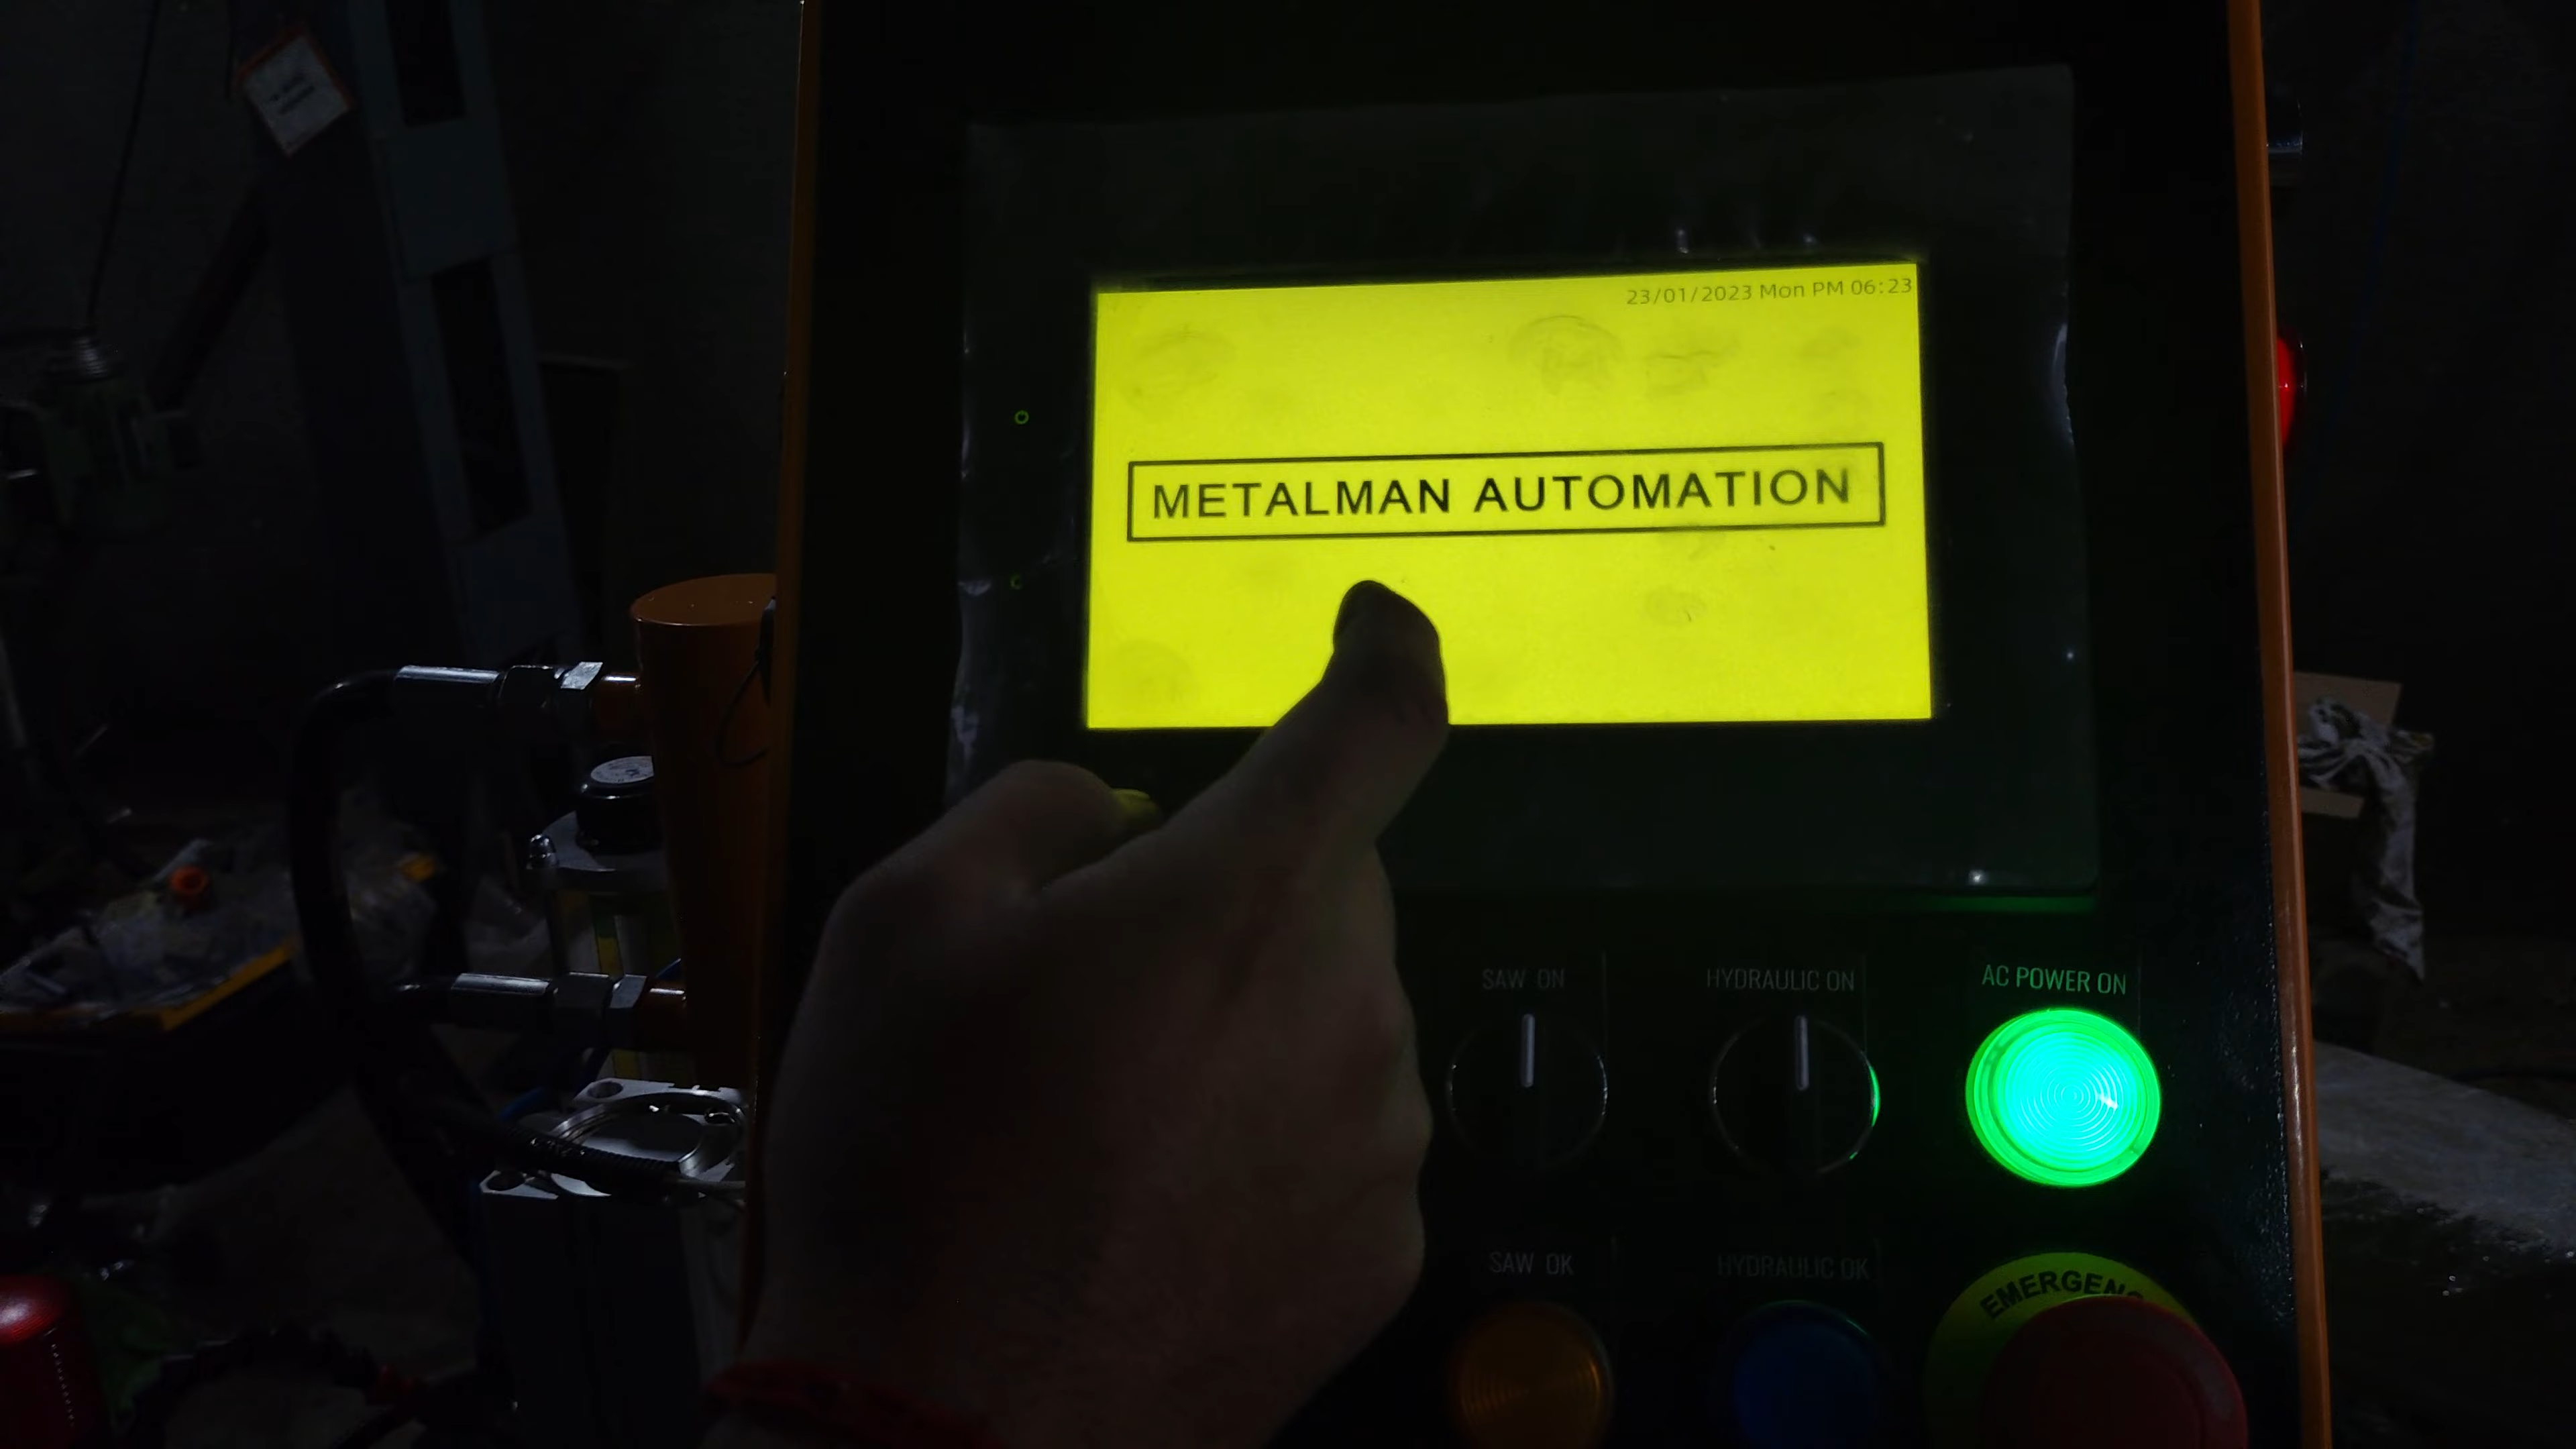 23/01/2023 Mon PM 06:23
METALMAN AUTOMATION
SAW ON
HYDRAULIC ON
AC POWER ON
SAW OK
HYDRAULIC OK